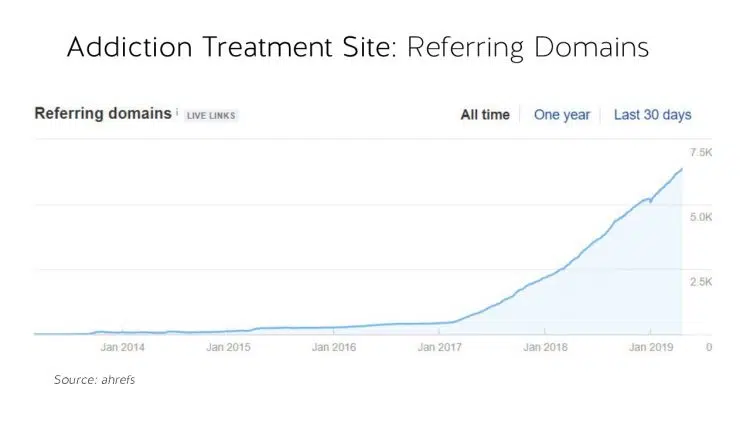 Addiction Treatment Site: Referring Domains
Referring domains i LIVE LINKS All time One year Last 30 days
7.5K
5.0K
2.5K
Jan 2014 Jan 2015 Jan 2016 Jan 2017 Jan 2018 Jan 2019 0
Source: ahrefs